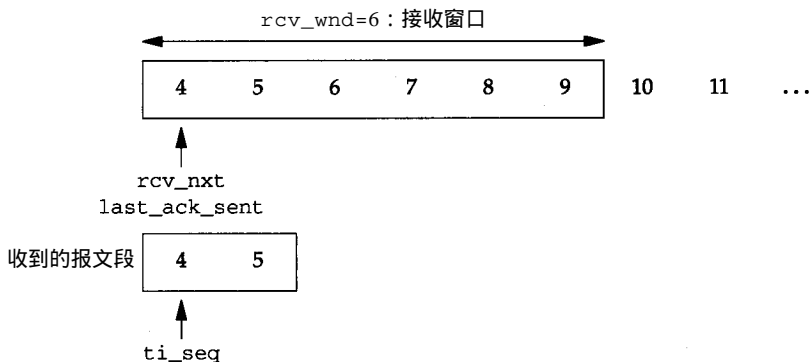 rcv_wnd=6：接收窗口
4 5 6 7 8 9 10 11 ...
rcv_nxt
last_ack_sent
收到的报文段 4 5
ti_seq